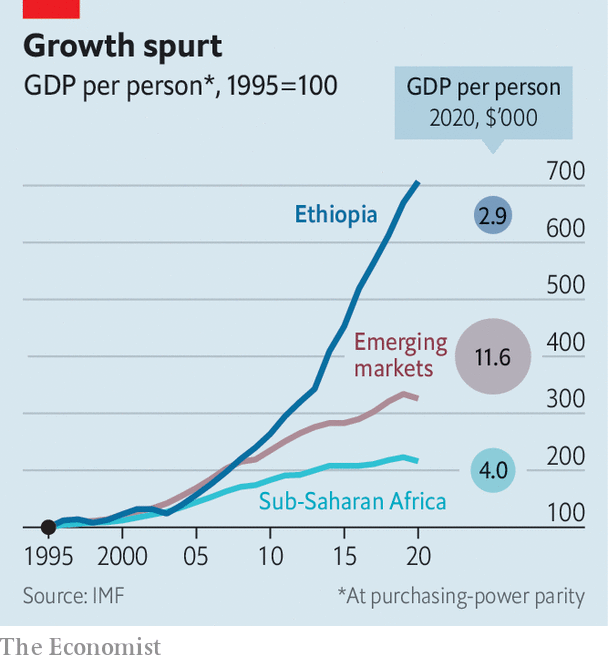 Growth spurt
GDP per person*, 1995=100
GDP per person
2020, $’000
700
Ethiopia
2.9
600
500
Emerging
markets
400
11.6
300
200
4.0
Sub-Saharan Africa
100
1995 2000 05 10 15 20
Source: IMF
*At purchasing-power parity
The Economist